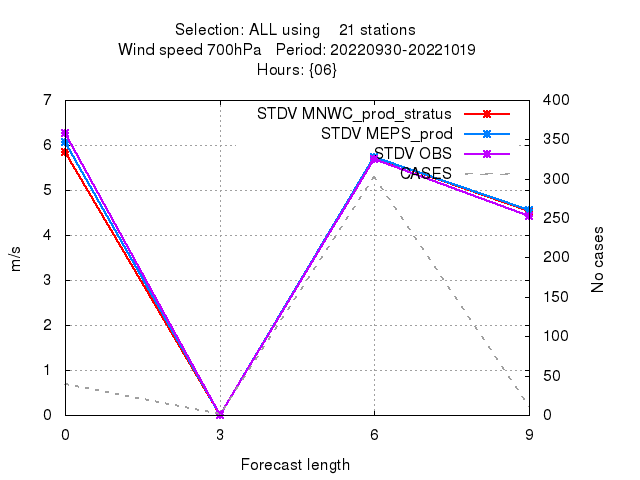 Selection: ALL using    21 stations
Wind speed 700hPa   Period: 20220930-20221019
Hours: {06}
STDV MNWC_prod_stratus
STDV MEPS_prod
STDV OBS
CASES
m/s
7
6
5
4
3
2
1
0
400
350
300
250
200
150
100
50
0
No cases
0 3 6 9
Forecast length